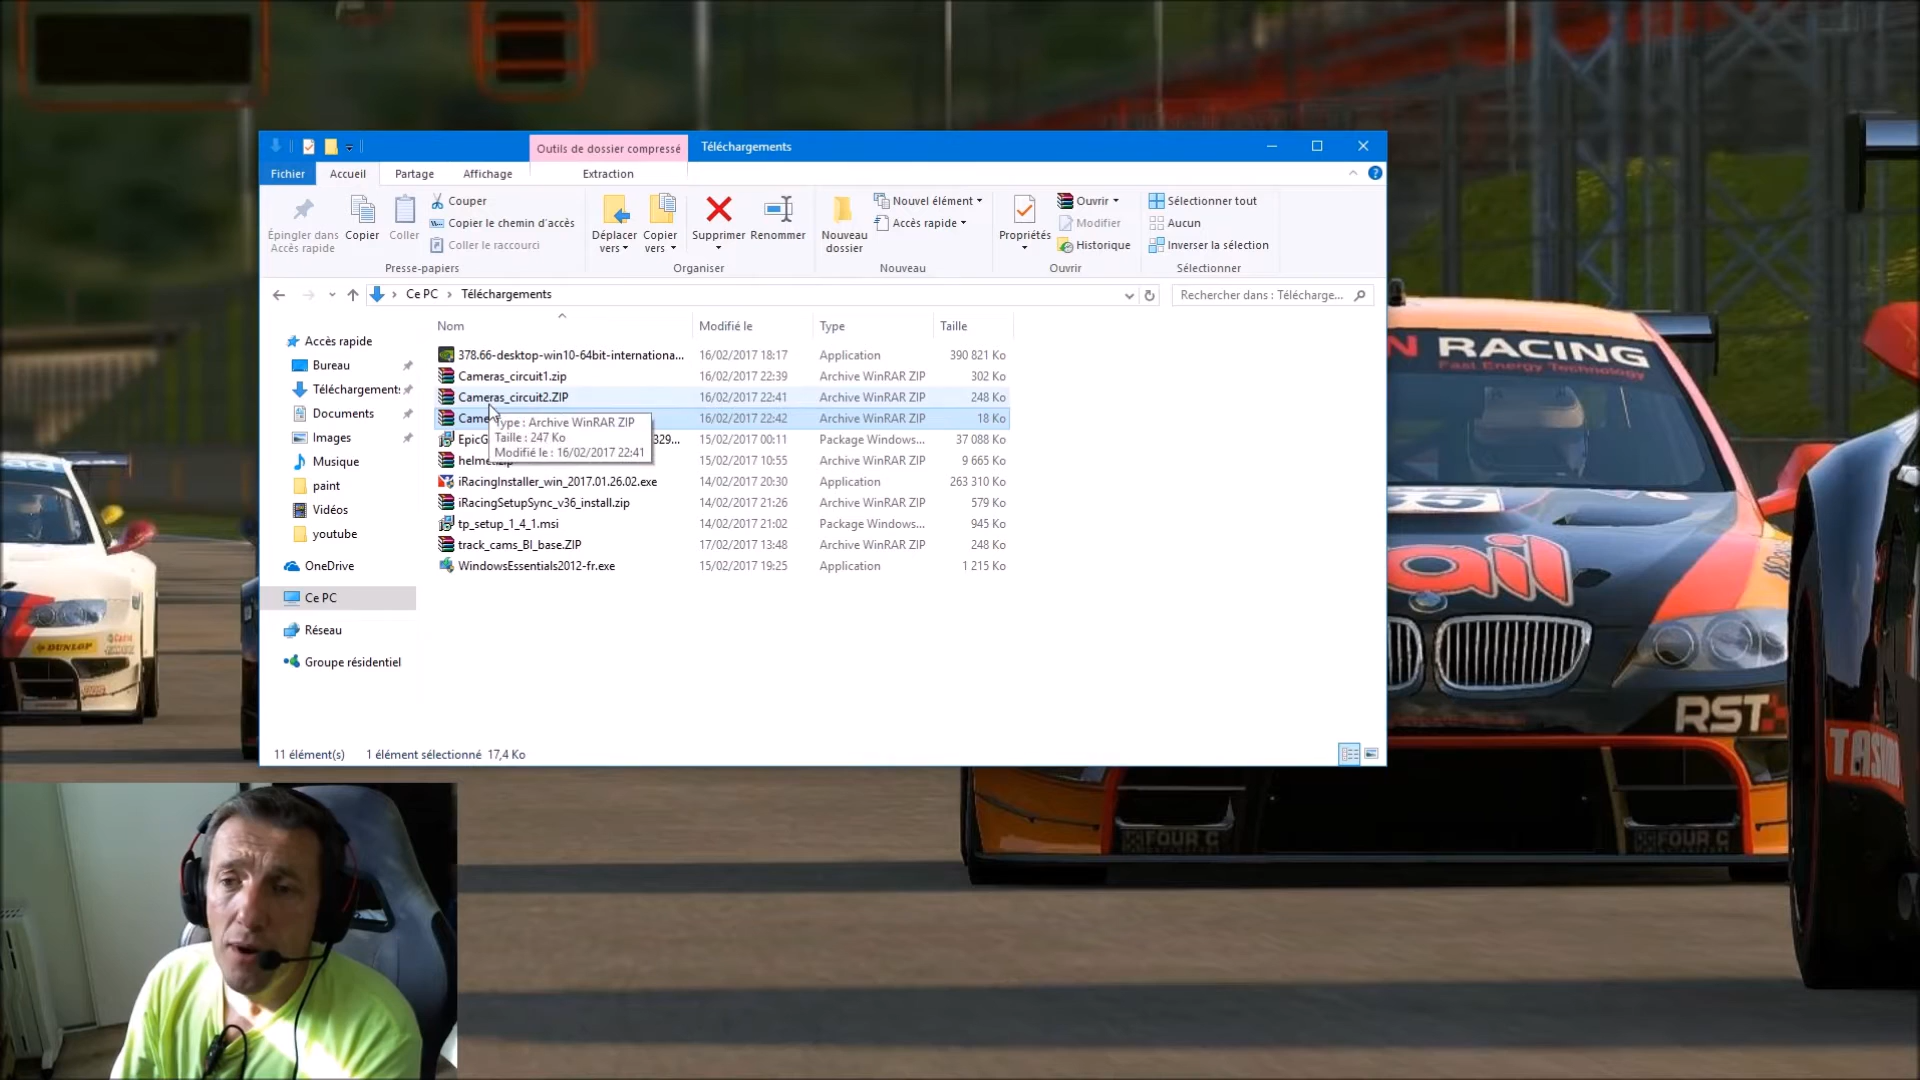 Outils de dossier compressé
Téléchargements
Fichier
Accueil
Partage
Affichage
Extraction
Épingler dans
Accès rapide
Copier
Coller
Couper
Copier le chemin d'accès
Coller le raccourci
Presse-papiers
Déplacer
vers
Copier
vers
Supprimer
Renommer
Organiser
Nouveau
dossier
Nouvel élément
Accès rapide
Nouveau
Propriétés
Ouvrir
Modifier
Historique
Ouvrir
Sélectionner tout
Aucun
Inverser la sélection
Sélectionner
Ce PC
Téléchargements
Rechercher dans : Télécharge...
Accès rapide
Bureau
Téléchargement
Documents
Images
Musique
paint
Vidéos
youtube
OneDrive
Ce PC
Réseau
Groupe résidentiel
Nom Modifié le Type Taille
378.66-desktop-win10-64bit-internationa... 16/02/2017 18:17 Application 390 821 Ko
Cameras_circuit1.zip 16/02/2017 22:39 Archive WinRAR ZIP 302 Ko
Cameras_circuit2.ZIP 16/02/2017 22:41 Archive WinRAR ZIP 248 Ko
Came 16/02/2017 22:42 Archive WinRAR ZIP 18 Ko
EpicG 329... 15/02/2017 00:11 Package Windows... 37 088 Ko
15/02/2017 10:55 Archive WinRAR ZIP 9 665 Ko
iRacingInstaller_win_2017.01.26.02.exe 14/02/2017 20:30 Application 263 310 Ko
iRacingSetupSync_v36_install.zip 14/02/2017 21:26 Archive WinRAR ZIP 579 Ko
tp_setup_1_4_1.msi 14/02/2017 21:02 Package Windows... 945 Ko
track_cams_BI_base.ZIP 17/02/2017 13:48 Archive WinRAR ZIP 248 Ko
WindowsEssentials2012-fr.exe 15/02/2017 19:25 Application 1 215 Ko
Type : Archive WinRAR ZIP
Taille : 247 Ko
Modifié le : 16/02/2017 22:41
11 élément(s) 1 élément sélectionné 17,4 Ko
N RACING
Fast Energy Technology
RST
FOUR C
FOUR C
DUNLOP